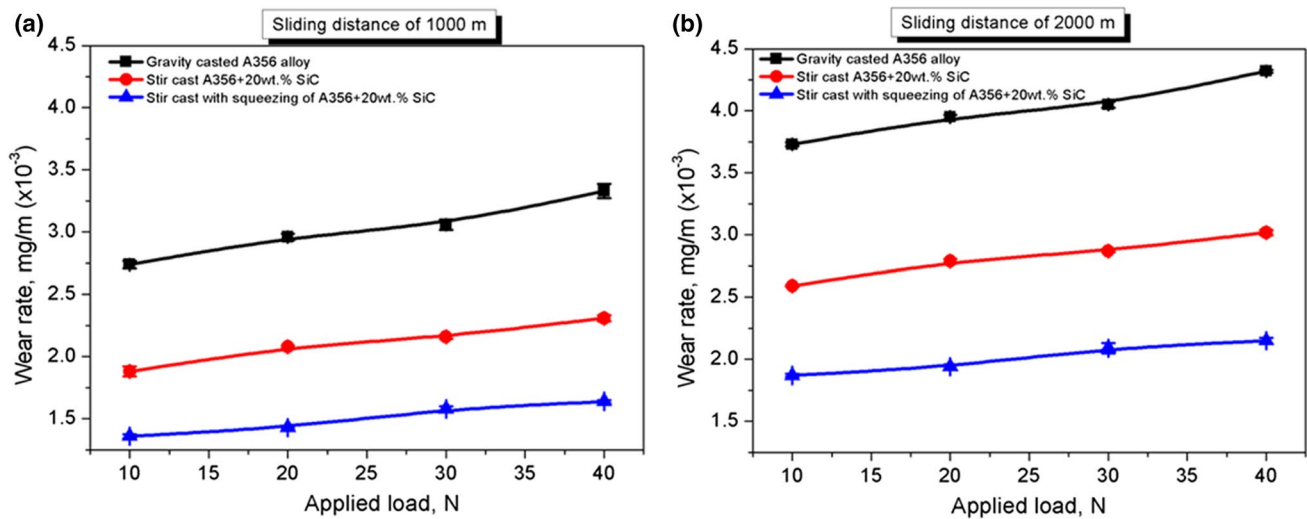 (a)
Sliding distance of 1000 m
Gravity casted A356 alloy
Stir cast A356+20wt.% SiC
Stir cast with squeezing of A356+20wt.% SiC
Wear rate, mg/m (x10⁻³)
4.5
4.0
3.5
3.0
2.5
2.0
1.5
10 15 20 25 30 35 40
Applied load, N
(b)
Sliding distance of 2000 m
Gravity casted A356 alloy
Stir cast A356+20wt.% SiC
Stir cast with squeezing of A356+20wt.% SiC
Wear rate, mg/m (x10⁻³)
4.5
4.0
3.5
3.0
2.5
2.0
1.5
10 15 20 25 30 35 40
Applied load, N